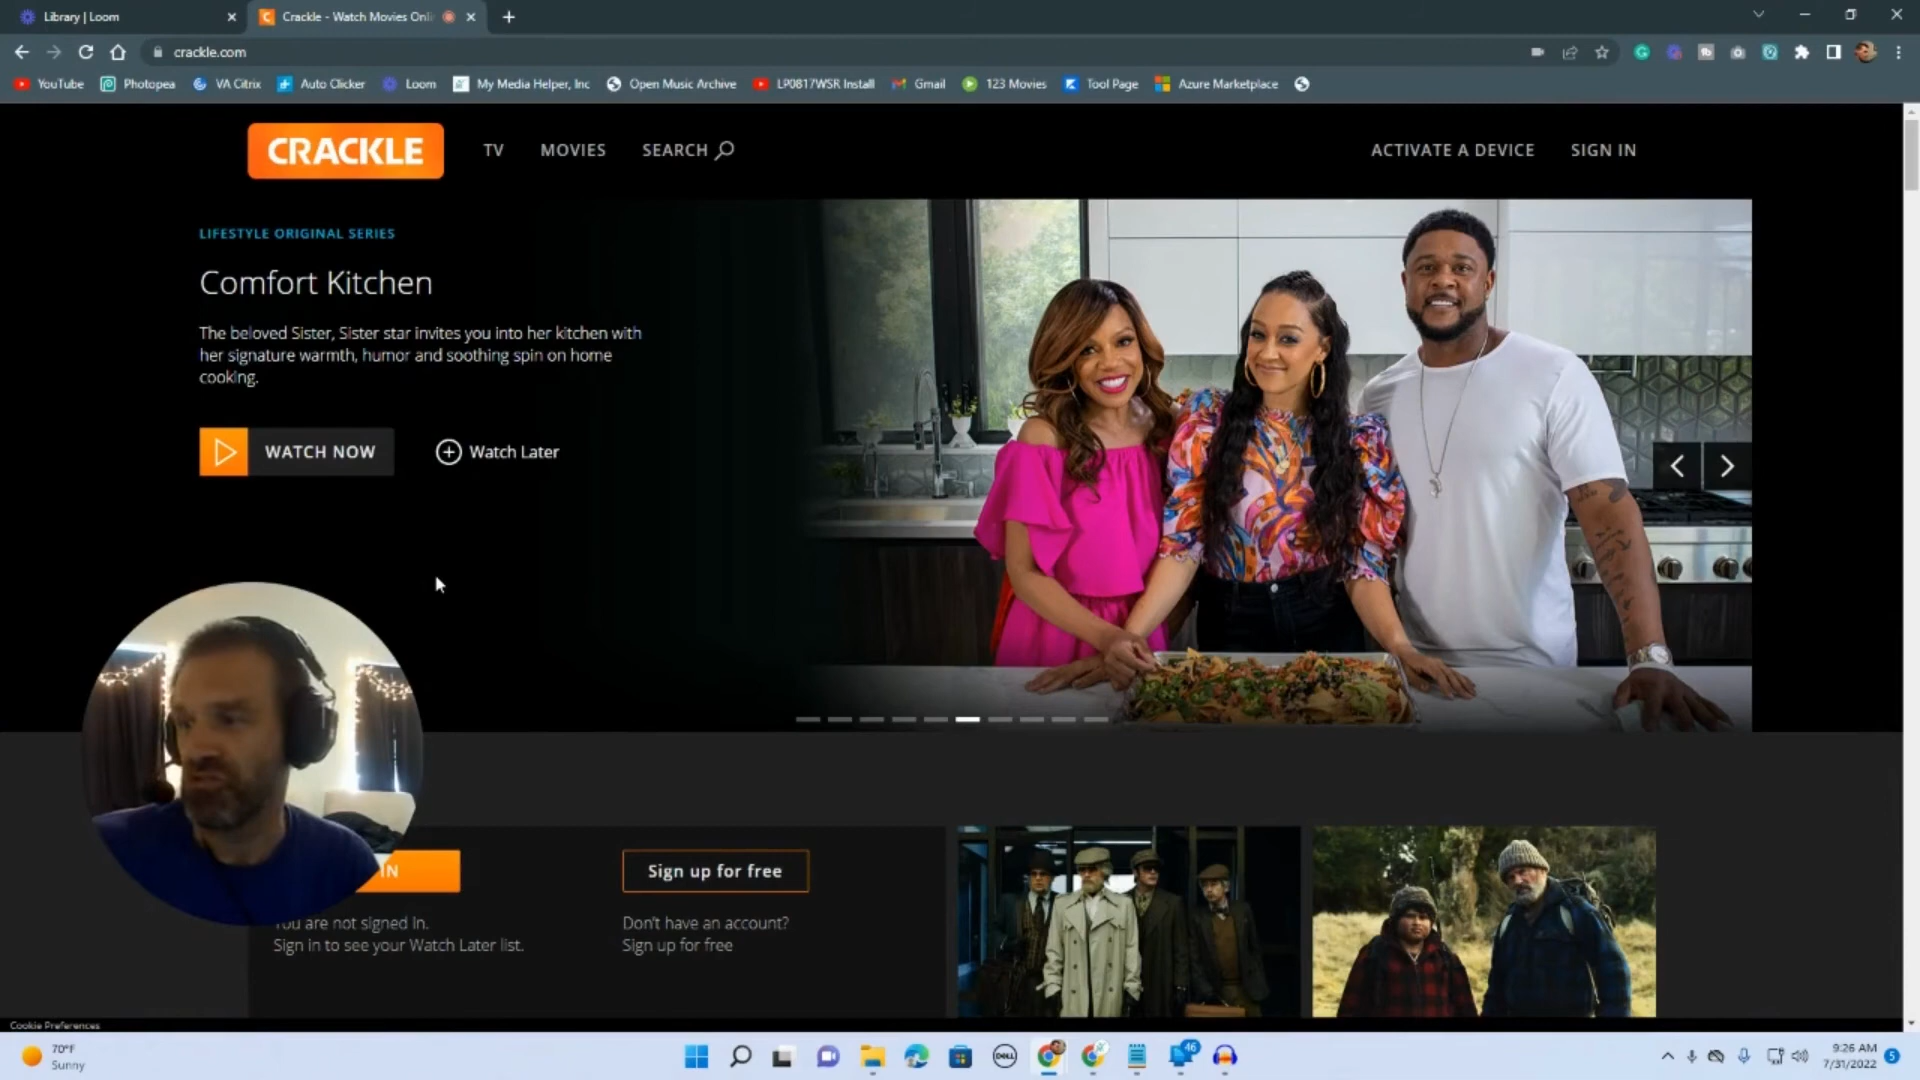 Library | Loom
Crackle - Watch Movies Onli
crackle.com
YouTube
Photopea
VA Citrix
Auto Clicker
Loom
My Media Helper, Inc
Open Music Archive
LP0817WSR Install
Gmail
123 Movies
Tool Page
Azure Marketplace
CRACKLE
TV
MOVIES
SEARCH
ACTIVATE A DEVICE
SIGN IN
LIFESTYLE ORIGINAL SERIES
Comfort Kitchen
The beloved Sister, Sister star invites you into her kitchen with
her signature warmth, humor and soothing spin on home
cooking.
WATCH NOW
Watch Later
IN
Sign up for free
You are not signed in.
Sign in to see your Watch Later list.
Don't have an account?
Sign up for free
Cookie Preferences
70°F
Sunny
DELL
46
9:26 AM
7/31/2022
5